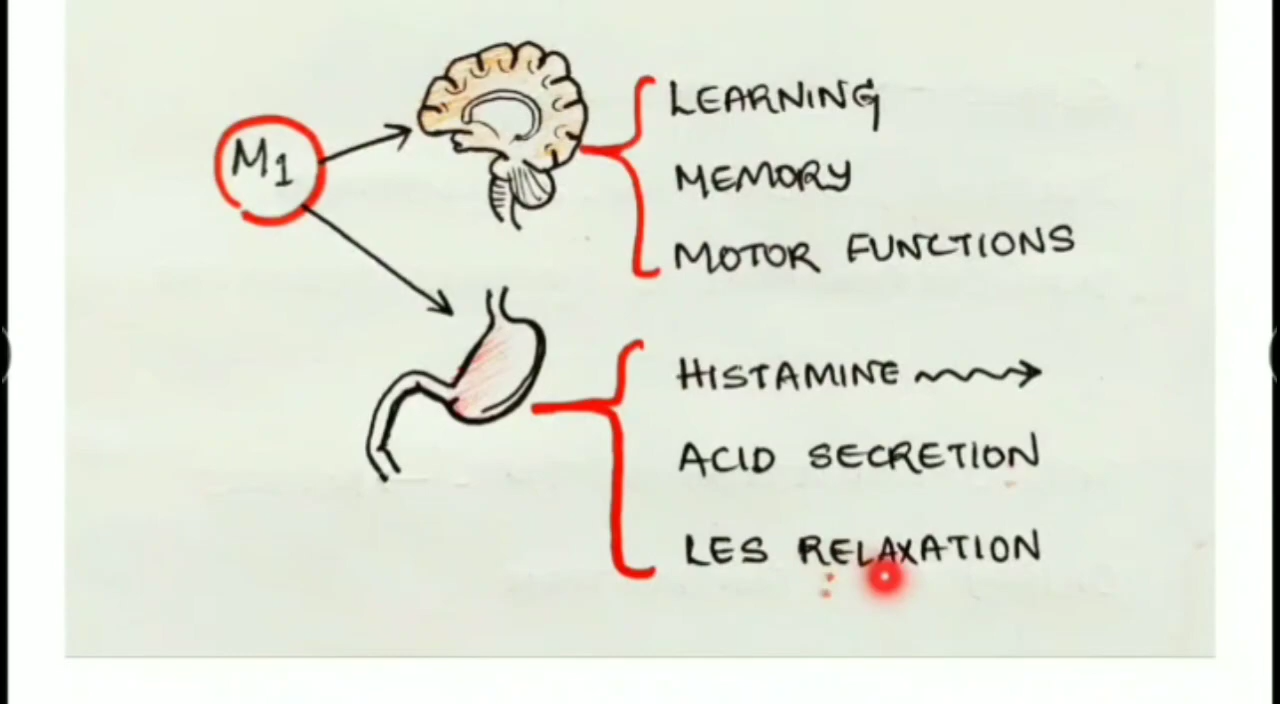 M1
LEARNING
MEMORY
MOTOR FUNCTIONS
HISTAMINE
ACID SECRETION
LES RELAXATION